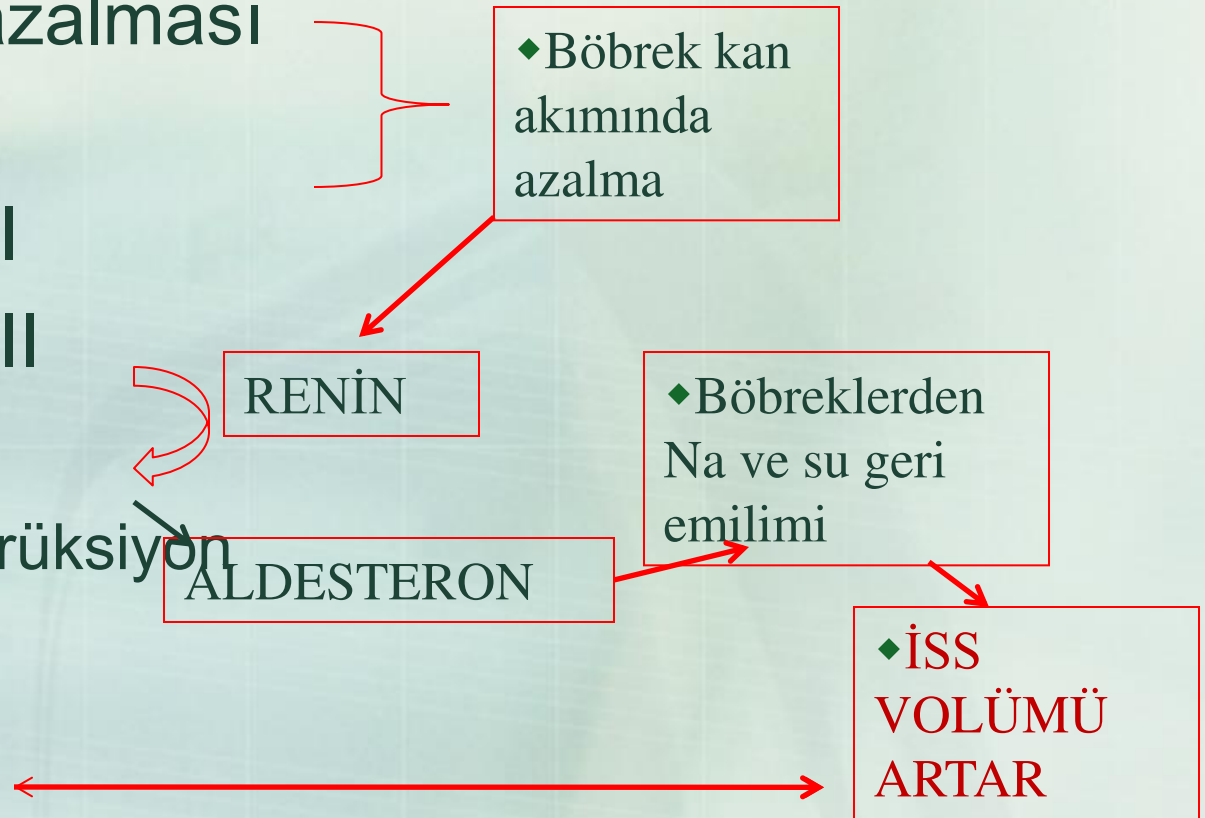 azalması
◆Böbrek kan
akımında
azalma
I
II
RENİN
◆Böbreklerden
Na ve su geri
emilimi
rüksiyon
ALDESTERON
◆İSS
VOLÜMÜ
ARTAR